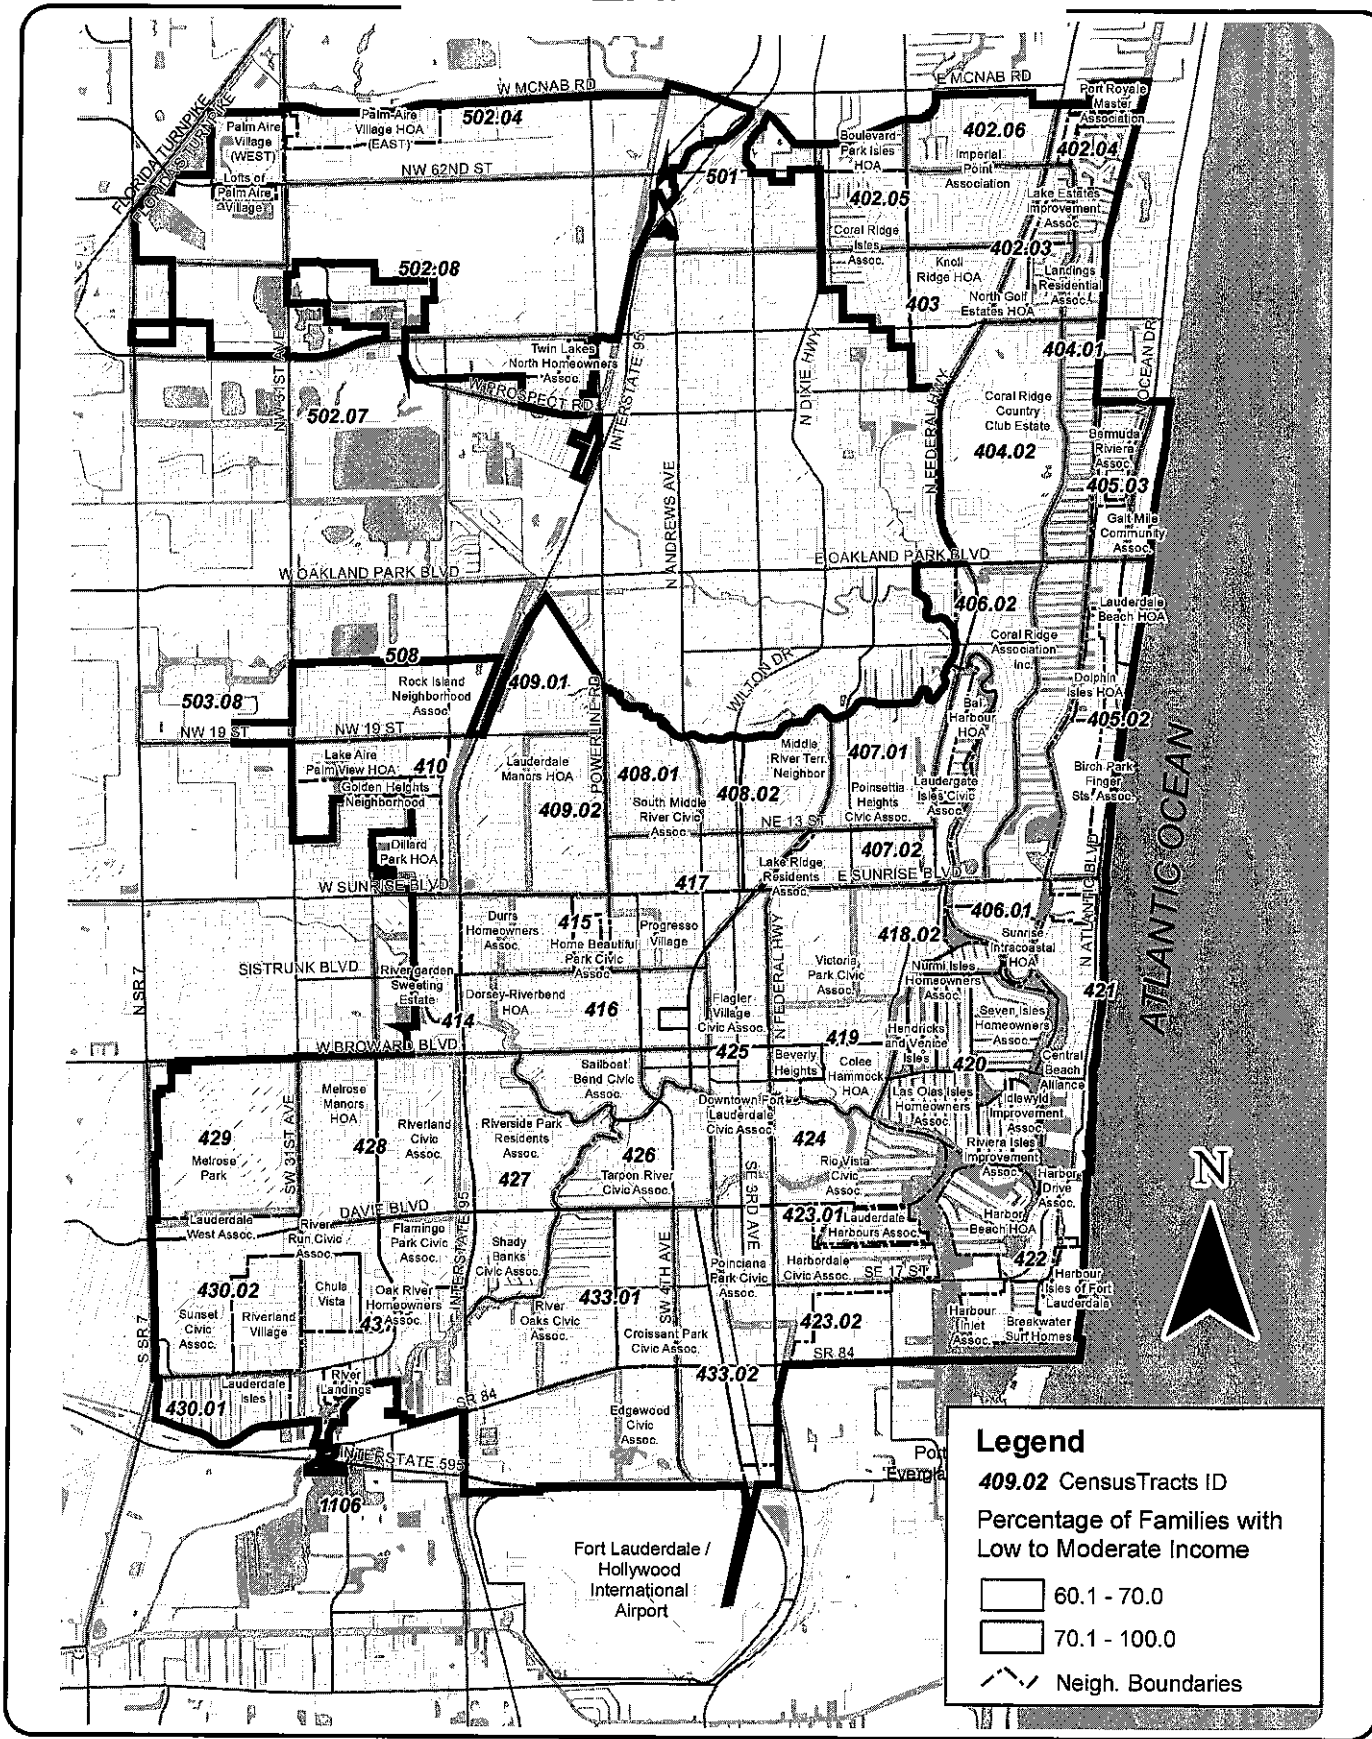 W MCNAB RD
E MCNAB RD
FLORIDA TURNPIKE
FLORIDA'S TURNPIKE
Palm Aire
Village
(WEST)
Palm-Aire
Village HOA
(EAST)
502.04
Lofts of
Palm Aire
Village
NW 62ND ST
501
Boulevard
Park Isles
HOA
402.06
Port Royale
Master
Association
402.04
Imperial
Point
Association
402.05
Lake Estates
Improvement
Assoc.
Coral Ridge
Isles
Assoc.
402.03
Knoll
Ridge HOA
Landings
Residential
Assoc.
403
North Golf
Estates HOA
502.08
NW 31ST AVE
Twin Lakes
North Homeowners
Assoc.
W PROSPECT RD
INTERSTATE 95
N DIXIE HWY
404.01
N OCEAN DR
502.07
N FEDERAL HWY
Coral Ridge
Country
Club Estate
404.02
Bermuda
Riviera
Assoc.
405.03
N ANDREWS AVE
Galt Mile
Community
Assoc.
W OAKLAND PARK BLVD
E OAKLAND PARK BLVD
406.02
Lauderdale
Beach HOA
Coral Ridge
Association
Inc.
508
409.01
Rock Island
Neighborhood
Assoc.
503.08
NW 19 ST
NW 19 ST
POWERLINE RD
WILTON DR
Bal
Harbour
HOA
Dolphin
Isles HOA
405.02
ATLANTIC OCEAN
Lake Aire
Palm View HOA
410
Golden Heights
Neighborhood
Lauderdale
Manors HOA
409.02
408.01
South Middle
River Civic
Assoc.
408.02
Middle
River Terr.
Neighbor
407.01
Poinsettia
Heights
Civic Assoc.
Laudergate
Isles Civic
Assoc.
Birch Park
Finger
Sts. Assoc.
NE 13 ST
407.02
Dillard
Park HOA
Lake Ridge
Residents
Assoc.
W SUNRISE BLVD
417
E SUNRISE BLVD
N ATLANTIC BLVD
406.01
Durrs
Homeowners
Assoc.
415
Home Beautiful
Park Civic
Assoc.
Progresso
Village
N FEDERAL HWY
418.02
Sunrise
Intracoastal
HOA
Victoria
Park Civic
Assoc.
Nurmi Isles
Homeowners
Assoc.
421
N SR 7
SISTRUNK BLVD
River garden
Sweeting
Estate
414
Dorsey-Riverbend
HOA
416
Flagler
Village
Civic Assoc.
Seven Isles
Homeowners
Assoc.
419
Hendricks
and Venice
Isles
W BROWARD BLVD
425
Beverly
Heights
Colee
Hammock
HOA
420
Central
Beach
Alliance
Sailboat
Bend Civic
Assoc.
Melrose
Manors
HOA
Downtown Fort
Lauderdale
Civic Assoc.
Las Olas Isles
Homeowners
Assoc.
Idlewyld
Improvement
Assoc.
429
Melrose
Park
SW 31ST AVE
428
Riverland
Civic
Assoc.
Riverside Park
Residents
Assoc.
427
426
Tarpon River
Civic Assoc.
424
Rio Vista
Civic
Assoc.
Riviera Isles
Improvement
Assoc.
Harbor
Drive
Assoc.
N
SE 3RD AVE
DAVIE BLVD
INTERSTATE 95
423.01
Lauderdale
Harbours Assoc.
Harbor
Beach HOA
Lauderdale
West Assoc.
River
Run Civic
Assoc.
Flamingo
Park Civic
Assoc.
Shady
Banks
Civic Assoc.
SW 4TH AVE
Poinciana
Park Civic
Assoc.
Harbordale
Civic Assoc.
SE 17 ST
422
Harbour
Isles of Fort
Lauderdale
430.02
Chula
Vista
Oak River
Homeowners
Assoc.
433.01
S SR 7
Sunset
Civic
Assoc.
Riverland
Village
River
Oaks Civic
Assoc.
Croissant Park
Civic Assoc.
423.02
Harbour
Inlet
Assoc.
Breakwater
Surf Homes
SR 84
433.02
Lauderdale
Isles
River
Landings
430.01
SR 84
Edgewood
Civic
Assoc.
INTERSTATE 595
1106
Port
Fort Lauderdale /
Hollywood
International
Airport
Legend
409.02 CensusTracts ID
Percentage of Families with
Low to Moderate Income
60.1 - 70.0
70.1 - 100.0
Neigh. Boundaries